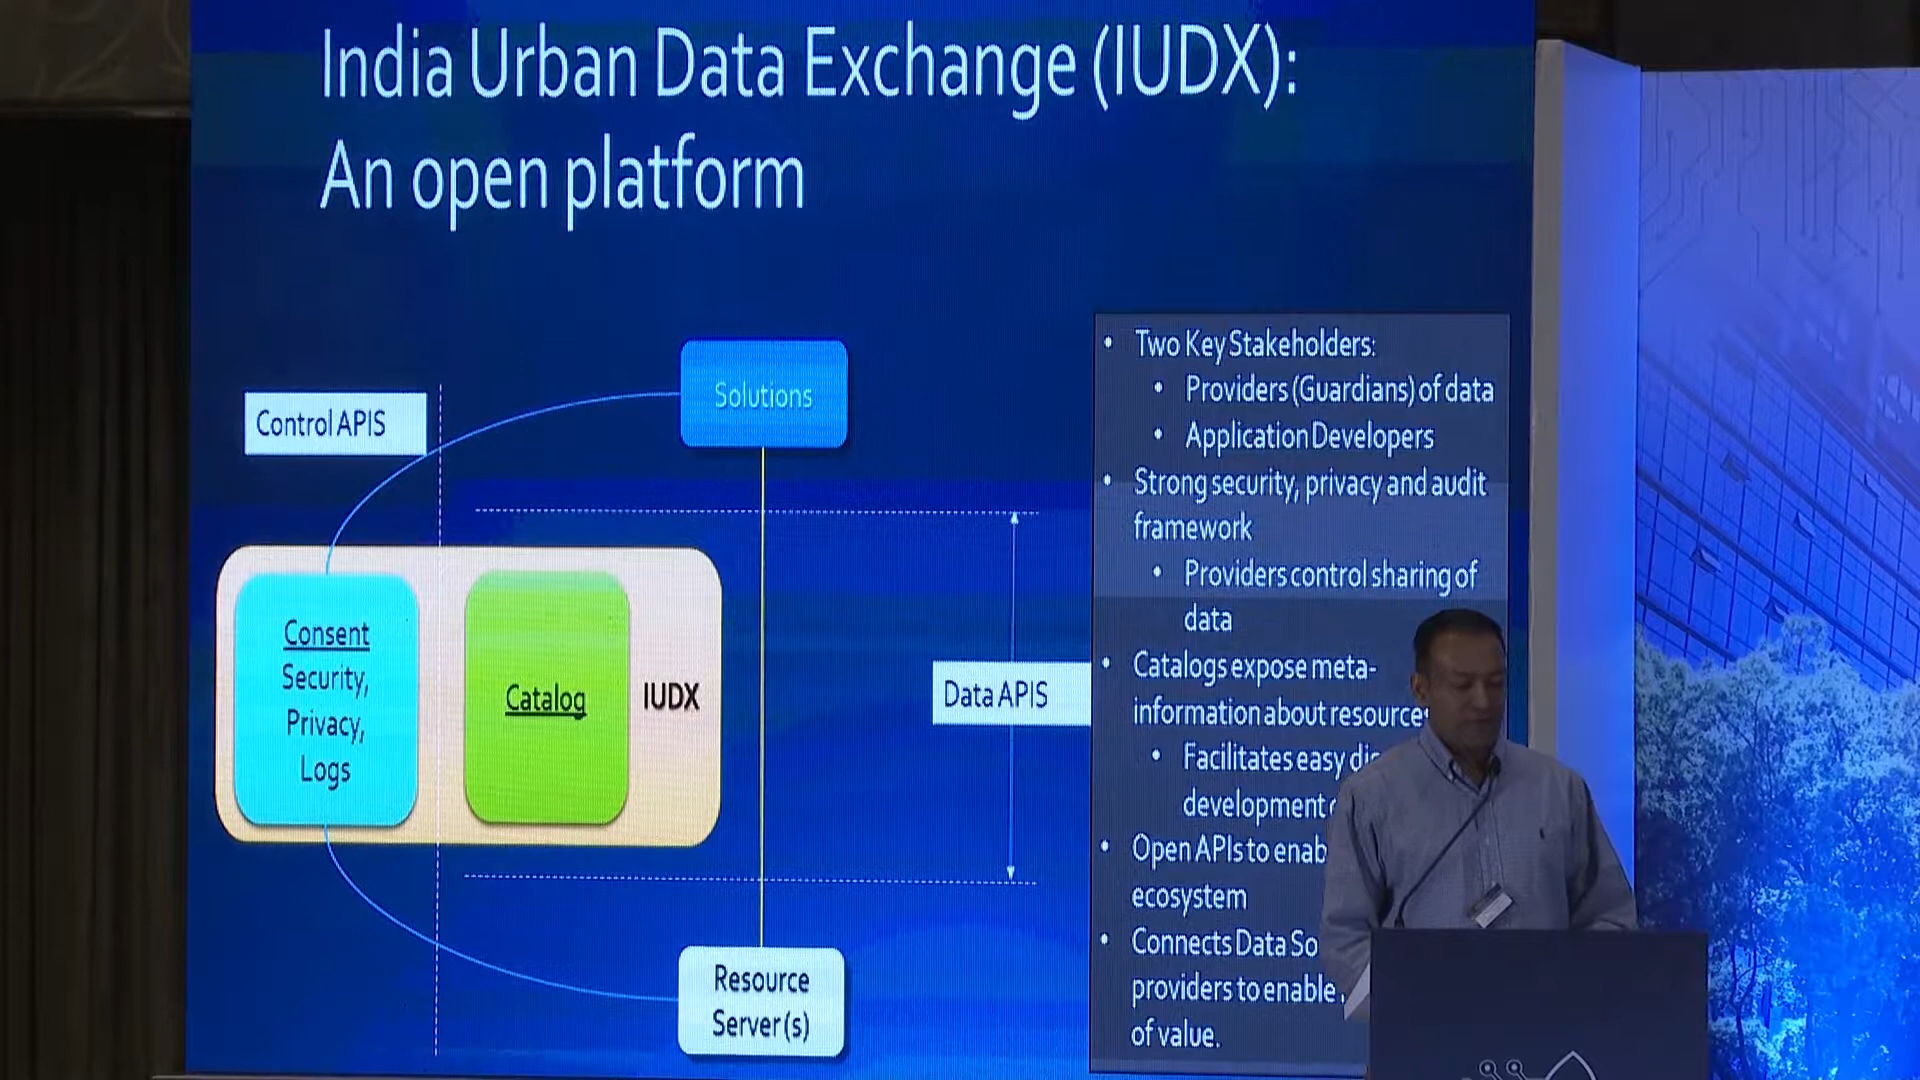 India Urban Data Exchange (IUDX):
An open platform
Solutions
Control APIS
Consent
Security,
Privacy,
Logs
Catalog
IUDX
Data APIS
Resource
Server(s)
• Two Key Stakeholders:
• Providers (Guardians) of data
• Application Developers
• Strong security, privacy and audit
framework
• Providers control sharing of
data
• Catalogs expose meta-
information about resources
• Facilitates easy
development
• Open APIs to
ecosystem
• Connects Data
providers to enable
of value.